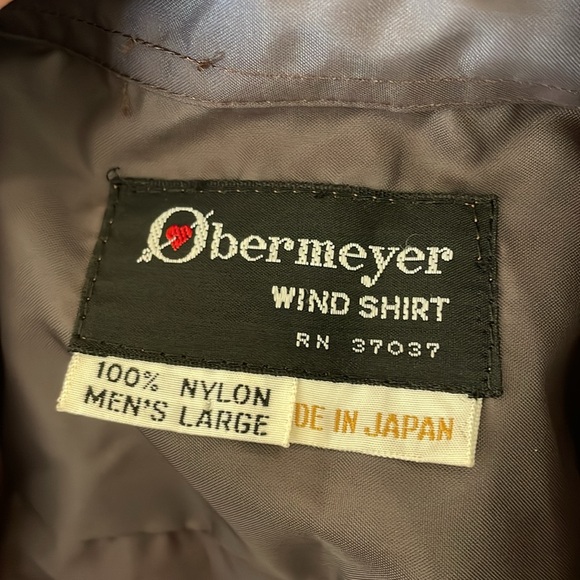 Obermeyer
WIND SHIRT
RN 37037
100% NYLON
MEN'S LARGE
DE IN JAPAN